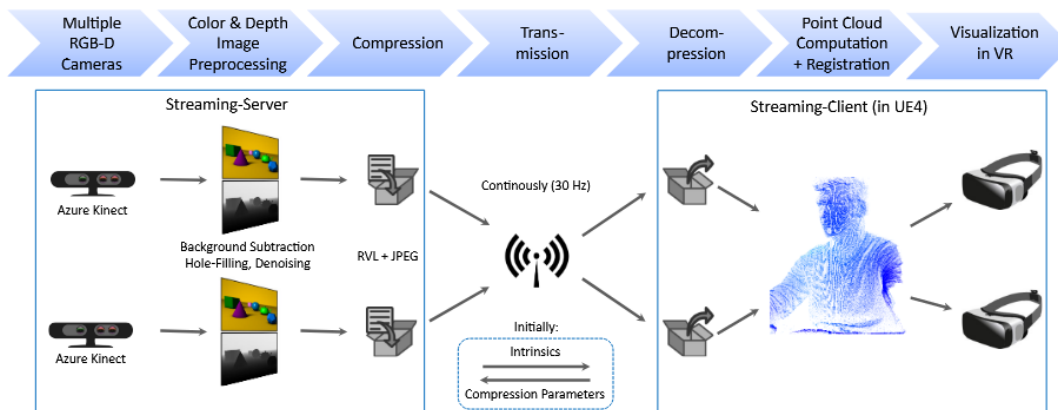 Multiple
RGB-D
Cameras
Color & Depth
Image
Preprocessing
Compression
Trans-
mission
Decom-
pression
Point Cloud
Computation
+ Registration
Visualization
in VR
Streaming-Server
Streaming-Client (in UE4)
Azure Kinect
Background Subtraction
Hole-Filling, Denoising
RVL + JPEG
Continously (30 Hz)
Azure Kinect
Initially:
Intrinsics
Compression Parameters